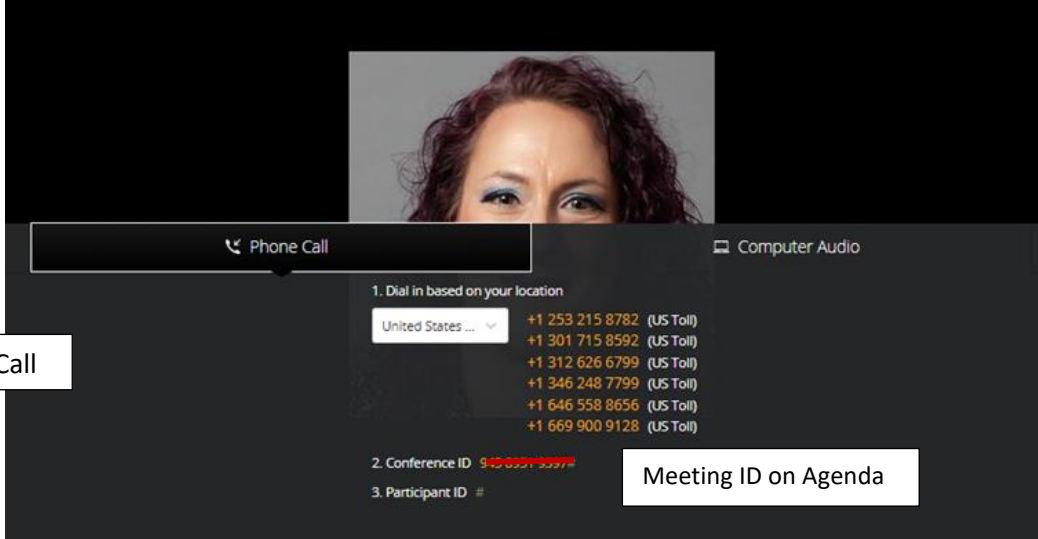 Phone Call
Computer Audio
1. Dial in based on your location
United States ...
+1 253 215 8782 (US Toll)
+1 301 715 8592 (US Toll)
Call
+1 312 626 6799 (US Toll)
+1 346 248 7799 (US Toll)
+1 646 558 8656 (US Toll)
+1 669 900 9128 (US Toll)
2. Conference ID
Meeting ID on Agenda
3. Participant ID #